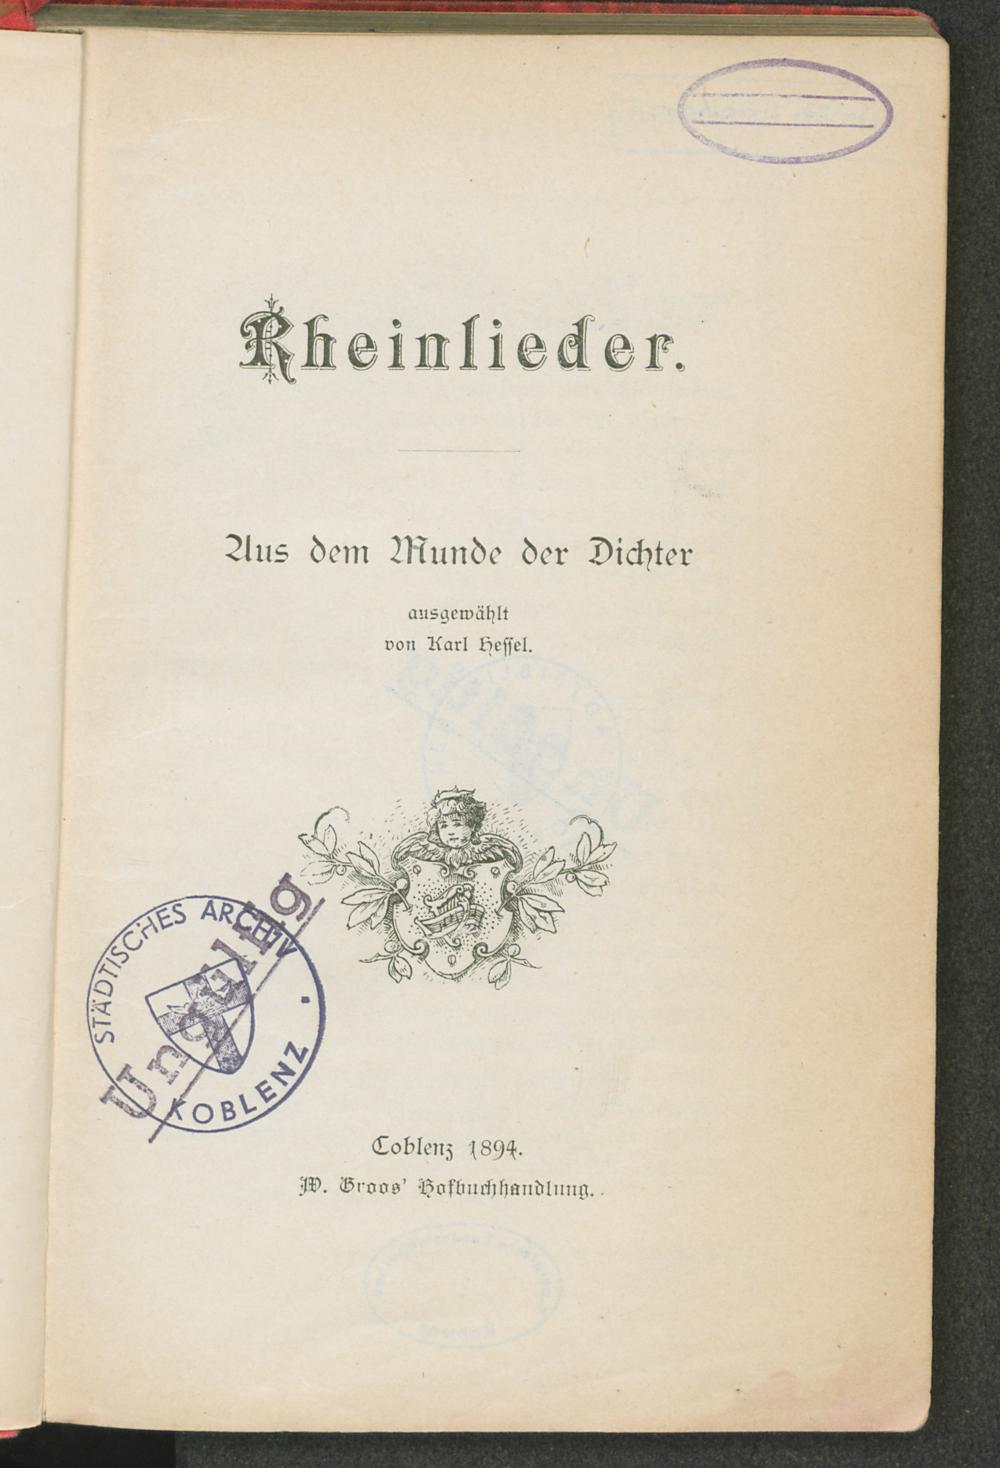 Rheinlieder.
Aus dem Munde der Dichter
ausgewählt
von Karl Hessel.
STÄDTISCHES ARCHIV
KOBLENZ
Ungültig
Coblenz 1894.
W. Groos' Hofbuchhandlung.